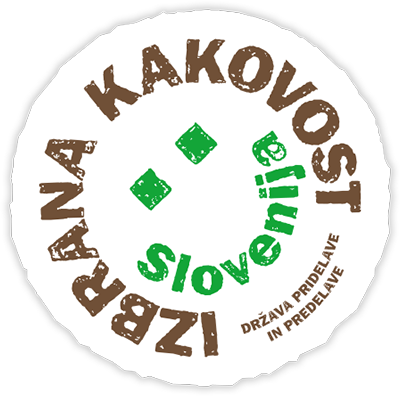 IZBRANA KAKOVOST
Slovenija
DRŽAVA PRIDELAVE
IN PREDELAVE